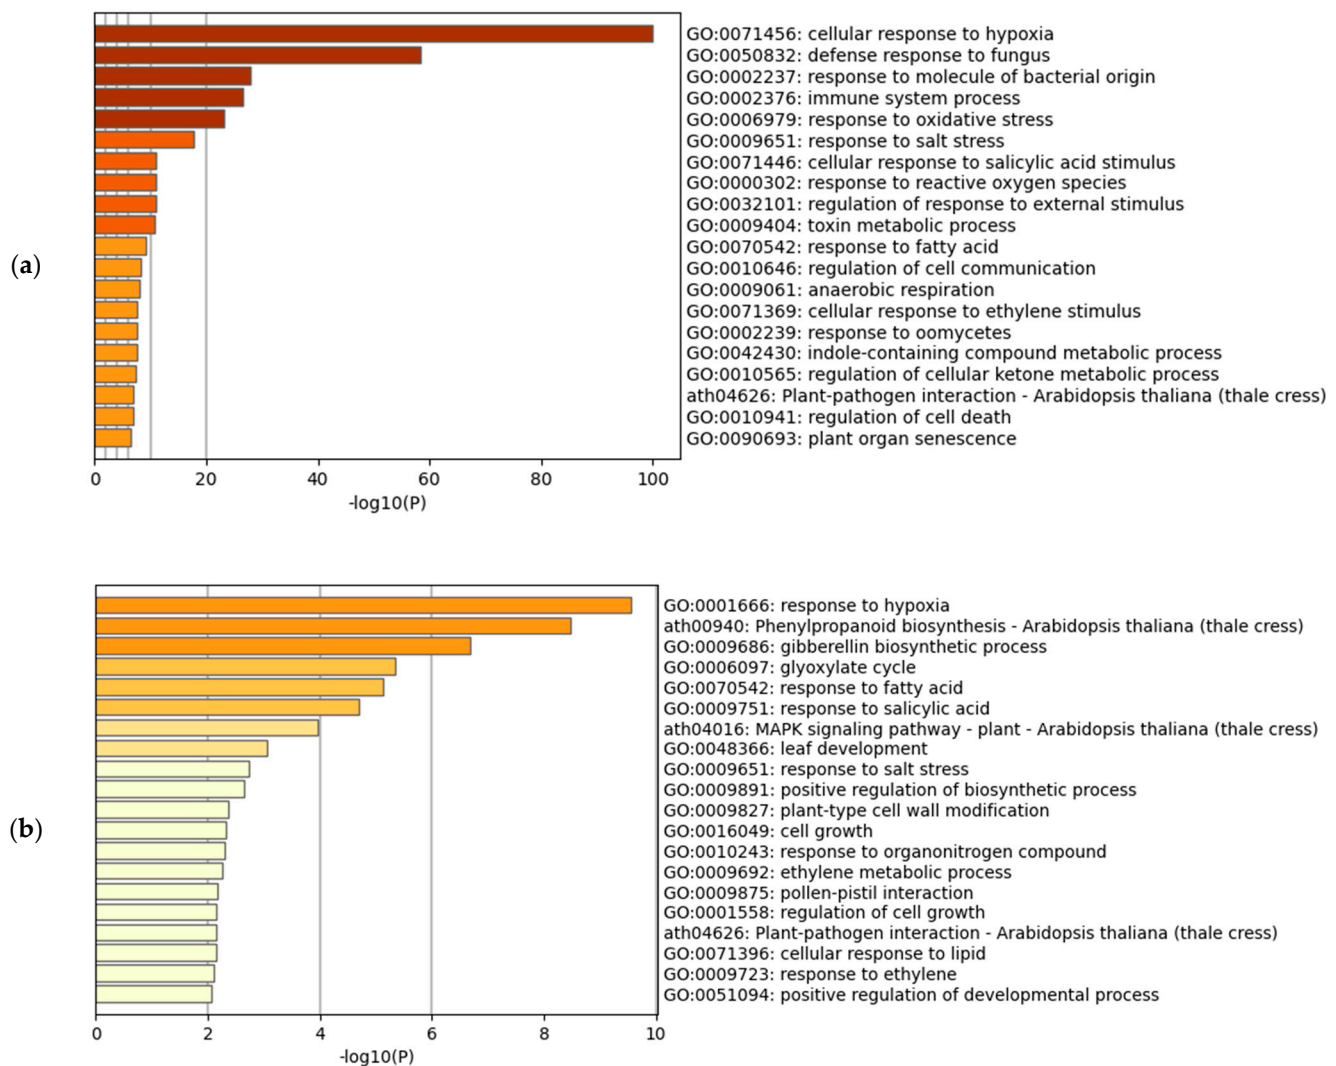 GO:0071456: cellular response to hypoxia
GO:0050832: defense response to fungus
GO:0002237: response to molecule of bacterial origin
GO:0002376: immune system process
GO:0006979: response to oxidative stress
GO:0009651: response to salt stress
GO:0071446: cellular response to salicylic acid stimulus
GO:0000302: response to reactive oxygen species
GO:0032101: regulation of response to external stimulus
GO:0009404: toxin metabolic process
(a)
GO:0070542: response to fatty acid
GO:0010646: regulation of cell communication
GO:0009061: anaerobic respiration
GO:0071369: cellular response to ethylene stimulus
GO:0002239: response to oomycetes
GO:0042430: indole-containing compound metabolic process
GO:0010565: regulation of cellular ketone metabolic process
ath04626: Plant-pathogen interaction - Arabidopsis thaliana (thale cress)
GO:0010941: regulation of cell death
GO:0090693: plant organ senescence
0 20 40 60 80 100
-log10(P)
GO:0001666: response to hypoxia
ath00940: Phenylpropanoid biosynthesis - Arabidopsis thaliana (thale cress)
GO:0009686: gibberellin biosynthetic process
GO:0006097: glyoxylate cycle
GO:0070542: response to fatty acid
GO:0009751: response to salicylic acid
ath04016: MAPK signaling pathway - plant - Arabidopsis thaliana (thale cress)
GO:0048366: leaf development
GO:0009651: response to salt stress
GO:0009891: positive regulation of biosynthetic process
GO:0009827: plant-type cell wall modification
(b)
GO:0016049: cell growth
GO:0010243: response to organonitrogen compound
GO:0009692: ethylene metabolic process
GO:0009875: pollen-pistil interaction
GO:0001558: regulation of cell growth
ath04626: Plant-pathogen interaction - Arabidopsis thaliana (thale cress)
GO:0071396: cellular response to lipid
GO:0009723: response to ethylene
GO:0051094: positive regulation of developmental process
0 2 4 6 8 10
-log10(P)